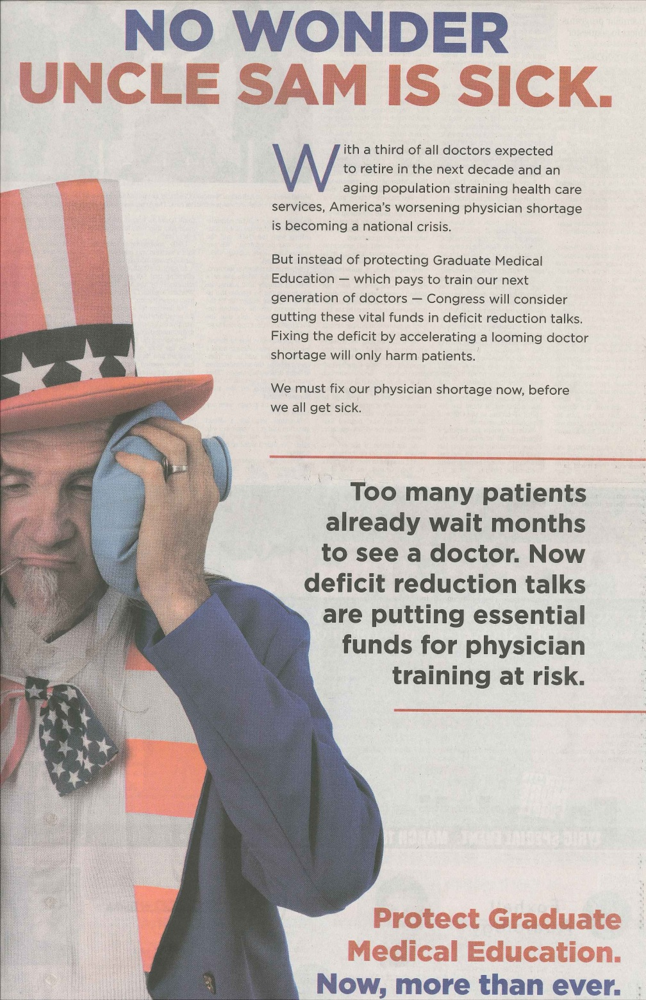 NO WONDER
UNCLE SAM IS SICK.
With a third of all doctors expected
to retire in the next decade and an
aging population straining health care
services, America's worsening physician shortage
is becoming a national crisis.
But instead of protecting Graduate Medical
Education — which pays to train our next
generation of doctors — Congress will consider
gutting these vital funds in deficit reduction talks.
Fixing the deficit by accelerating a looming doctor
shortage will only harm patients.
We must fix our physician shortage now, before
we all get sick.
Too many patients
already wait months
to see a doctor. Now
deficit reduction talks
are putting essential
funds for physician
training at risk.
Protect Graduate
Medical Education.
Now, more than ever.